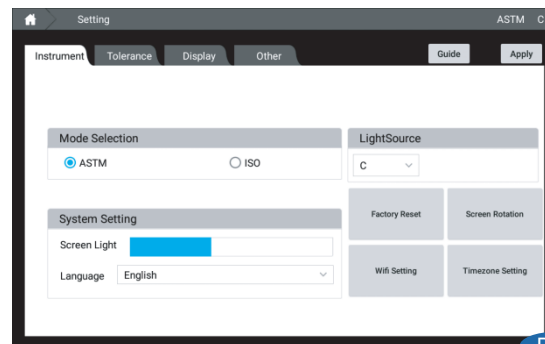 Setting ASTM C
Instrument Tolerance Display Other Guide Apply
Mode Selection
ASTM ISO
LightSource
C
System Setting
Screen Light
Language English
Factory Reset Screen Rotation
Wifi Setting Timezone Setting